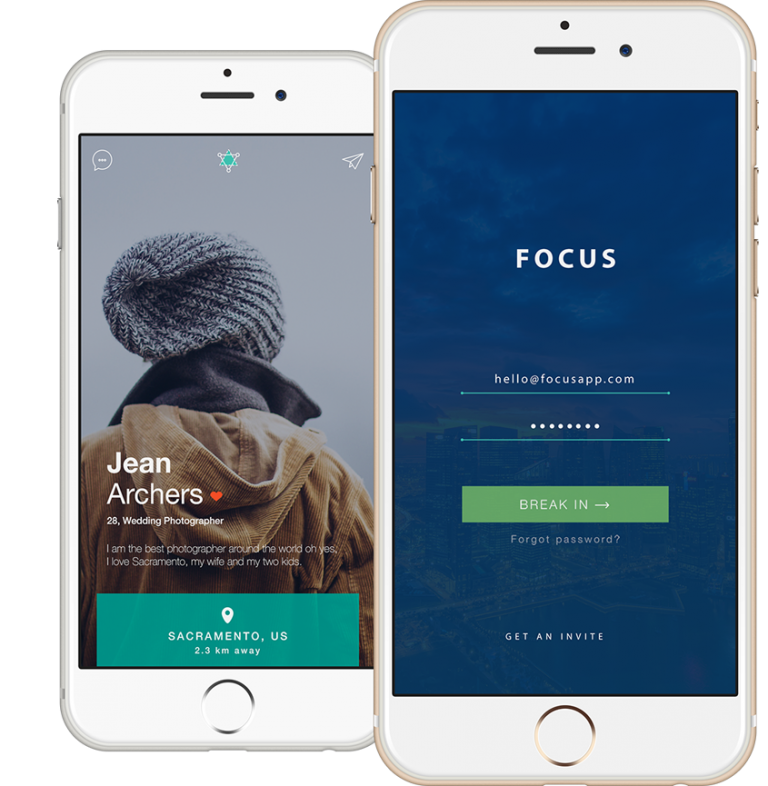 Jean
Archers
28, Wedding Photographer
I am the best photographer around the world oh yes,
I love Sacramento, my wife and my two kids.
SACRAMENTO, US
2.3 km away
FOCUS
hello@focusapp.com
••••••••
BREAK IN →
Forgot password?
GET AN INVITE